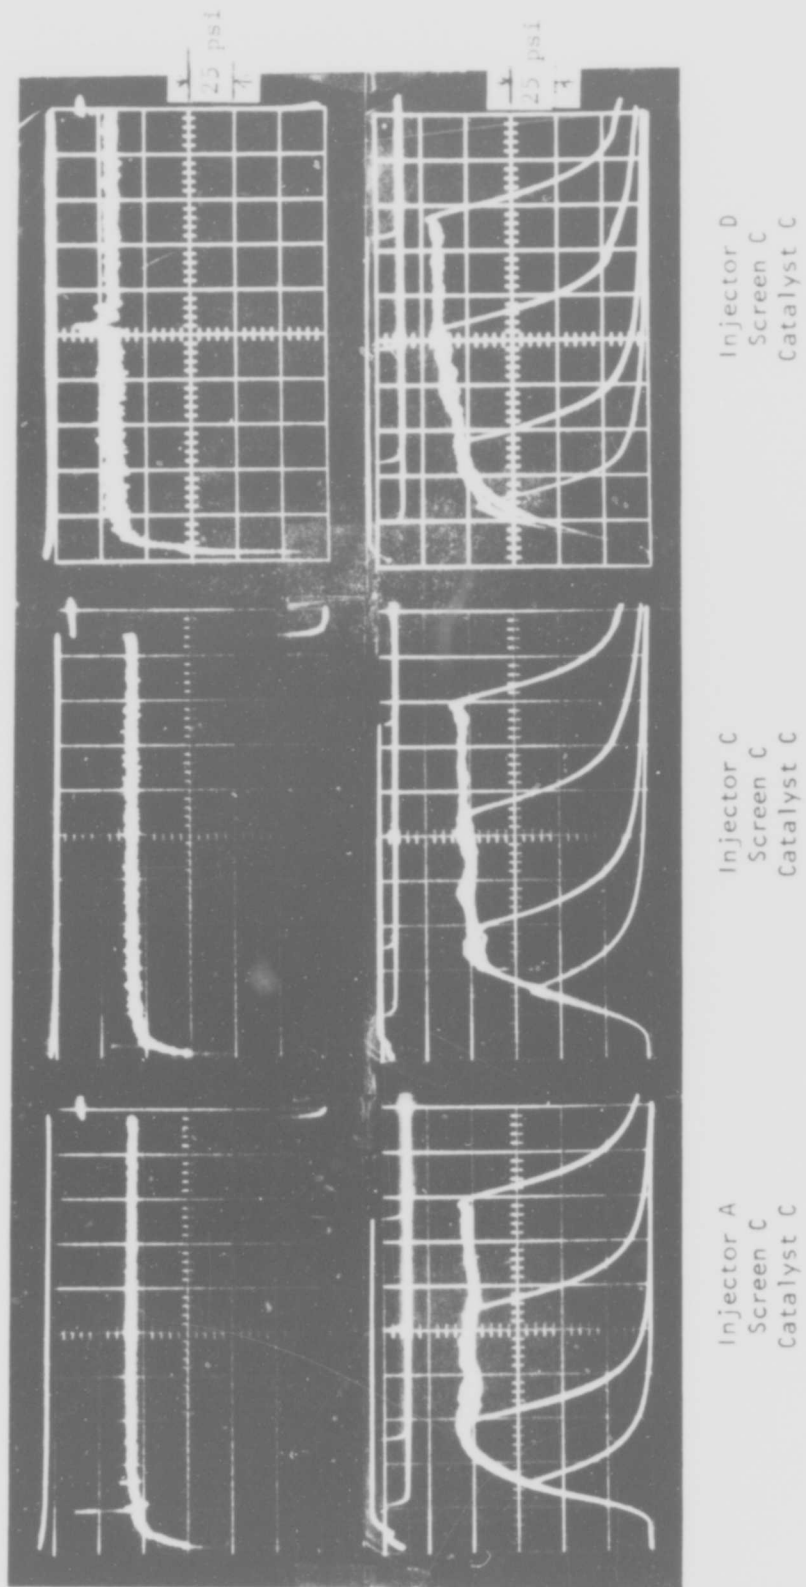 25 psi
25 psi
Injector A
Screen C
Catalyst C
Injector C
Screen C
Catalyst C
Injector D
Screen C
Catalyst C